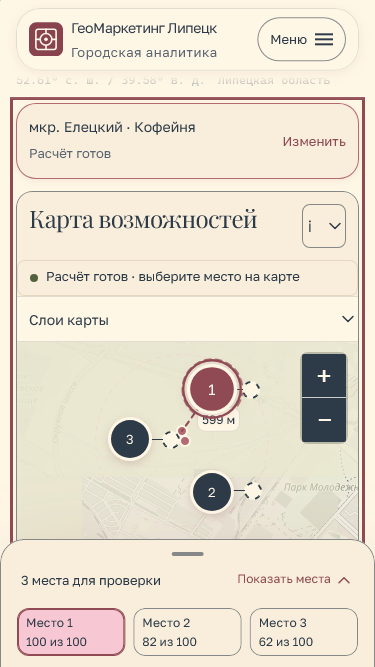 ГеоМаркетинг Липецк
Городская аналитика
Меню
52.61° с. ш. / 39.58° в. д. Липецкая область
мкр. Елецкий · Кофейня
Расчёт готов
Изменить
Карта возможностей
i
Расчёт готов · выберите место на карте
Слои карты
1
599 м
3
2
+
−
Парк Молодежн
3 места для проверки
Показать места
Место 1
100 из 100
Место 2
82 из 100
Место 3
62 из 100